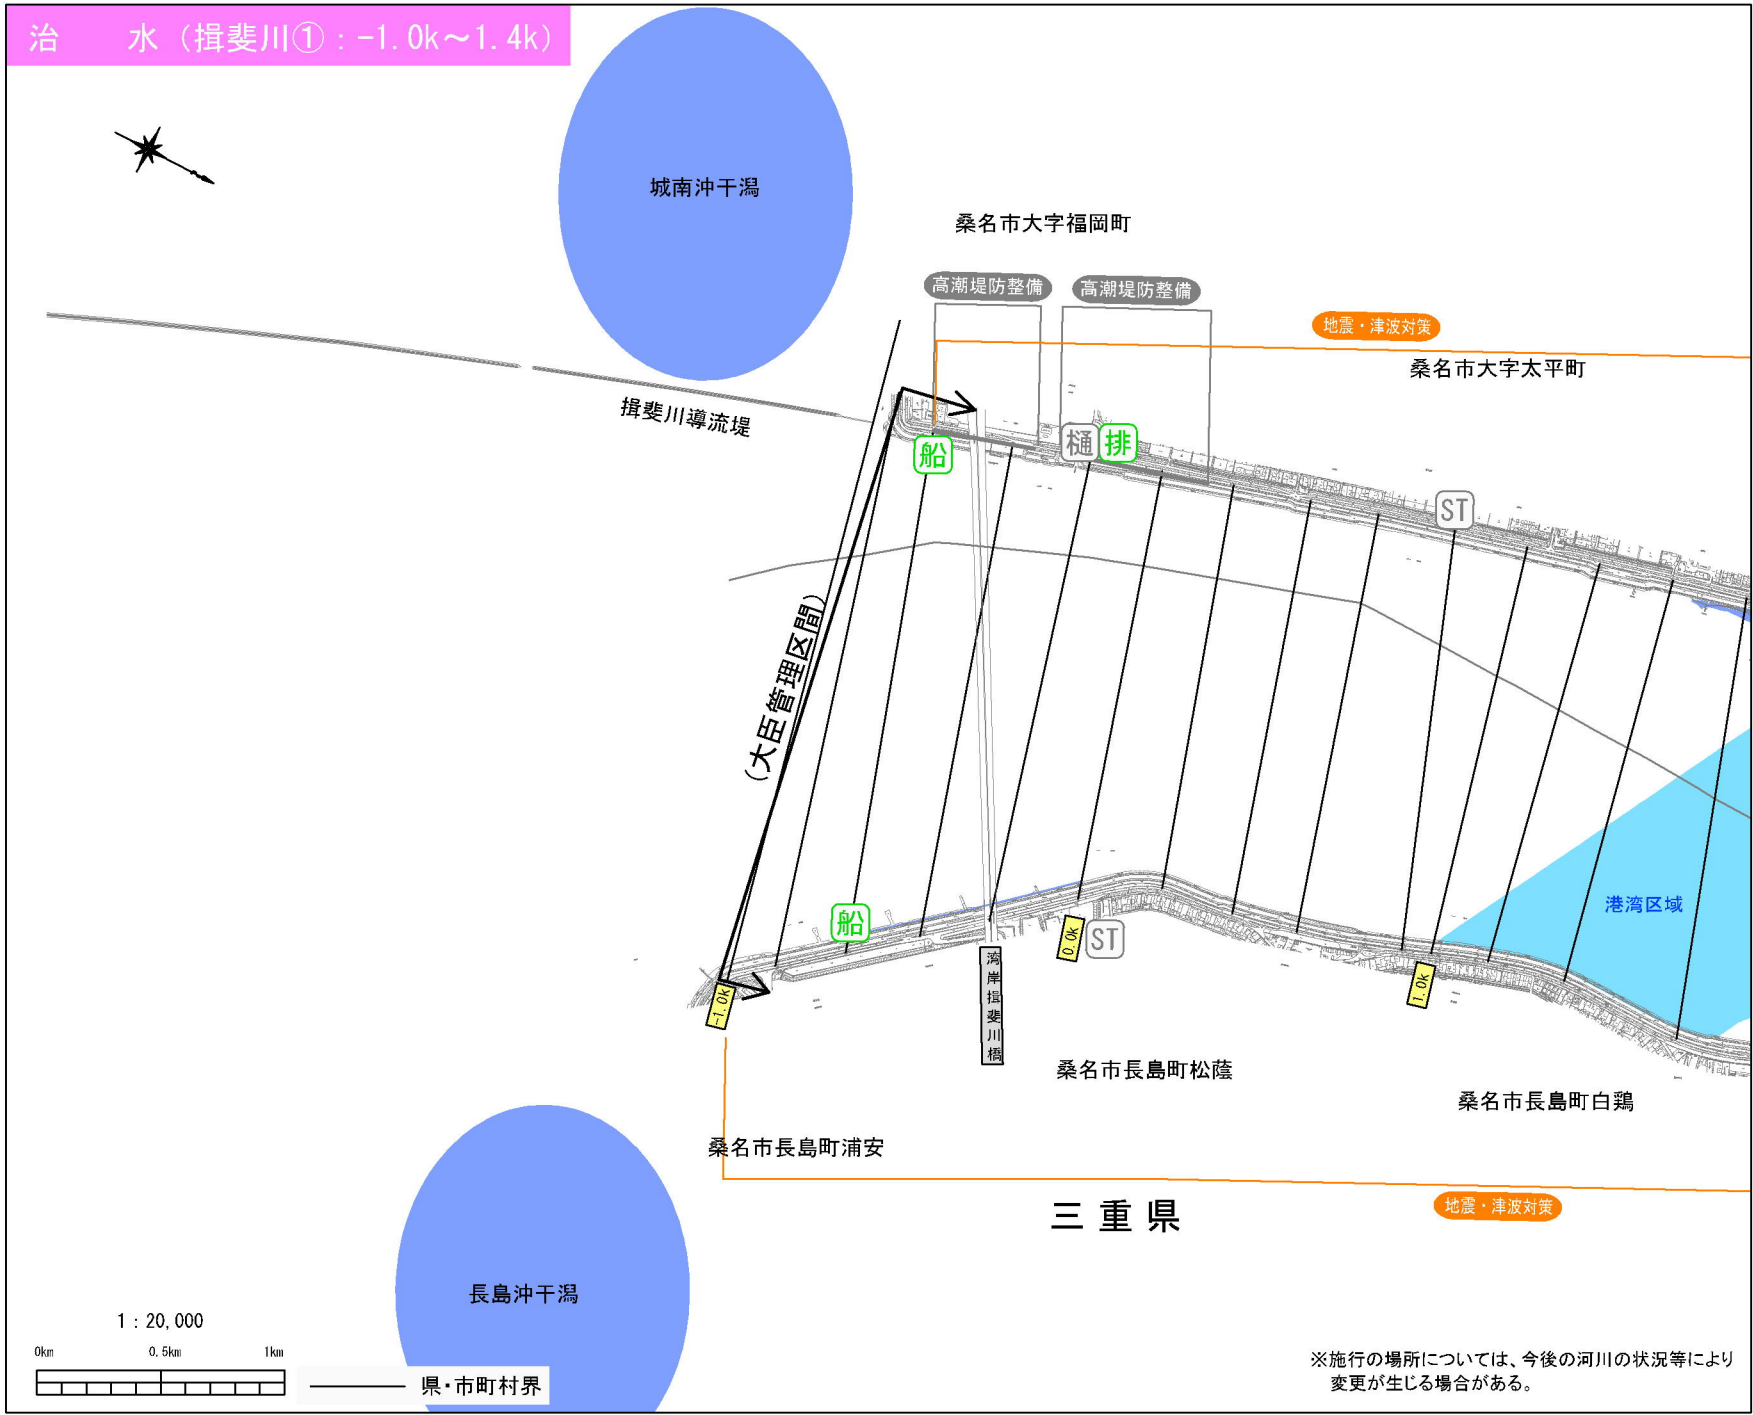 治　水（揖斐川①：-1.0k～1.4k）
城南沖干潟
桑名市大字福岡町
高潮堤防整備
高潮堤防整備
地震・津波対策
桑名市大字太平町
揖斐川導流堤
船
樋
排
ST
（大臣管理区間）
港湾区域
船
0.0k
ST
-1.0k
湾岸揖斐川橋
1.0k
桑名市長島町松蔭
桑名市長島町白鶏
桑名市長島町浦安
三重県
地震・津波対策
長島沖干潟
1：20,000
0km
0.5km
1km
県・市町村界
※施行の場所については、今後の河川の状況等により
変更が生じる場合がある。